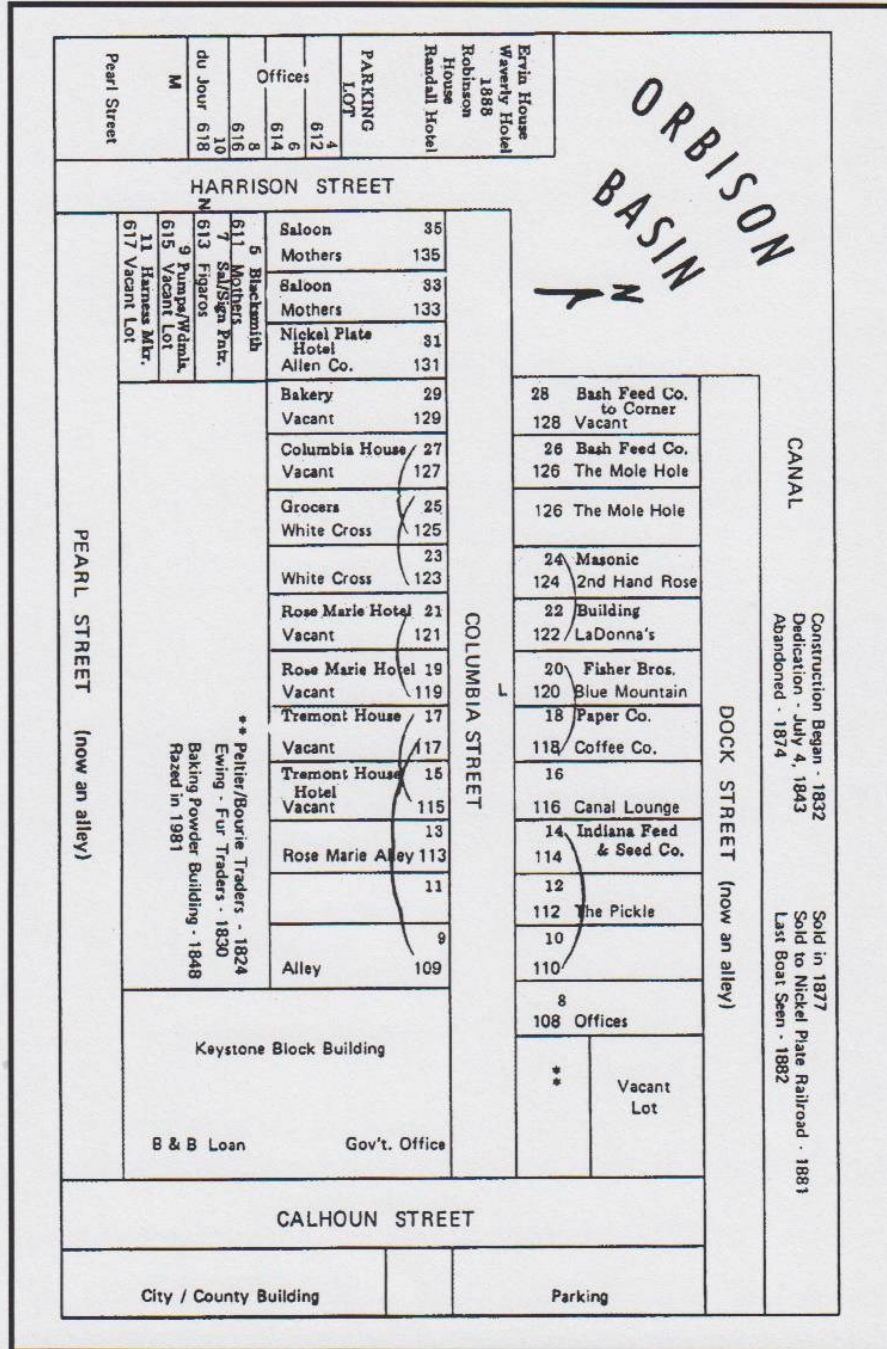 ORBISON
BASIN
N
Ervin House
Waverly Hotel
1888
Robinson
House
Randall Hotel
PARKING
LOT
4
612
6
614
8
616
10
618
Offices
du Jour
M
Pearl Street
HARRISON STREET
N
5 Blacksmith
611 Mothers
7 Sal/Sign Pntr.
613 Figaros
9 Pumps/Wdmls.
615 Vacant Lot
11 Harness Mkr.
617 Vacant Lot
Saloon 35
Mothers 135
Saloon 33
Mothers 133
Nickel Plate 31
Hotel
Allen Co. 131
Bakery 29
Vacant 129
Columbia House 27
Vacant 127
Grocers 25
White Cross 125
23
White Cross 123
Rose Marie Hotel 21
Vacant 121
Rose Marie Hotel 19
Vacant 119
Tremont House 17
Vacant 117
Tremont House 15
Hotel
Vacant 115
13
Rose Marie Alley 113
11
9
Alley 109
COLUMBIA STREET
L
28 Bash Feed Co.
to Corner
128 Vacant
26 Bash Feed Co.
126 The Mole Hole
126 The Mole Hole
24 Masonic
124 2nd Hand Rose
22 Building
122 LaDonna's
20 Fisher Bros.
120 Blue Mountain
18 Paper Co.
118 Coffee Co.
16
116 Canal Lounge
14 Indiana Feed
& Seed Co.
114
12
112 The Pickle
10
110
8
108 Offices
**
Vacant
Lot
DOCK STREET (now an alley)
CANAL
Construction Began - 1832
Dedication - July 4, 1843
Abandoned - 1874
Sold in 1877
Sold to Nickel Plate Railroad - 1881
Last Boat Seen - 1882
PEARL STREET (now an alley)
** Peltier/Bourie Traders - 1824
Ewing - Fur Traders - 1830
Baking Powder Building - 1848
Razed in 1981
Keystone Block Building
B & B Loan Gov't. Office
CALHOUN STREET
City / County Building
Parking